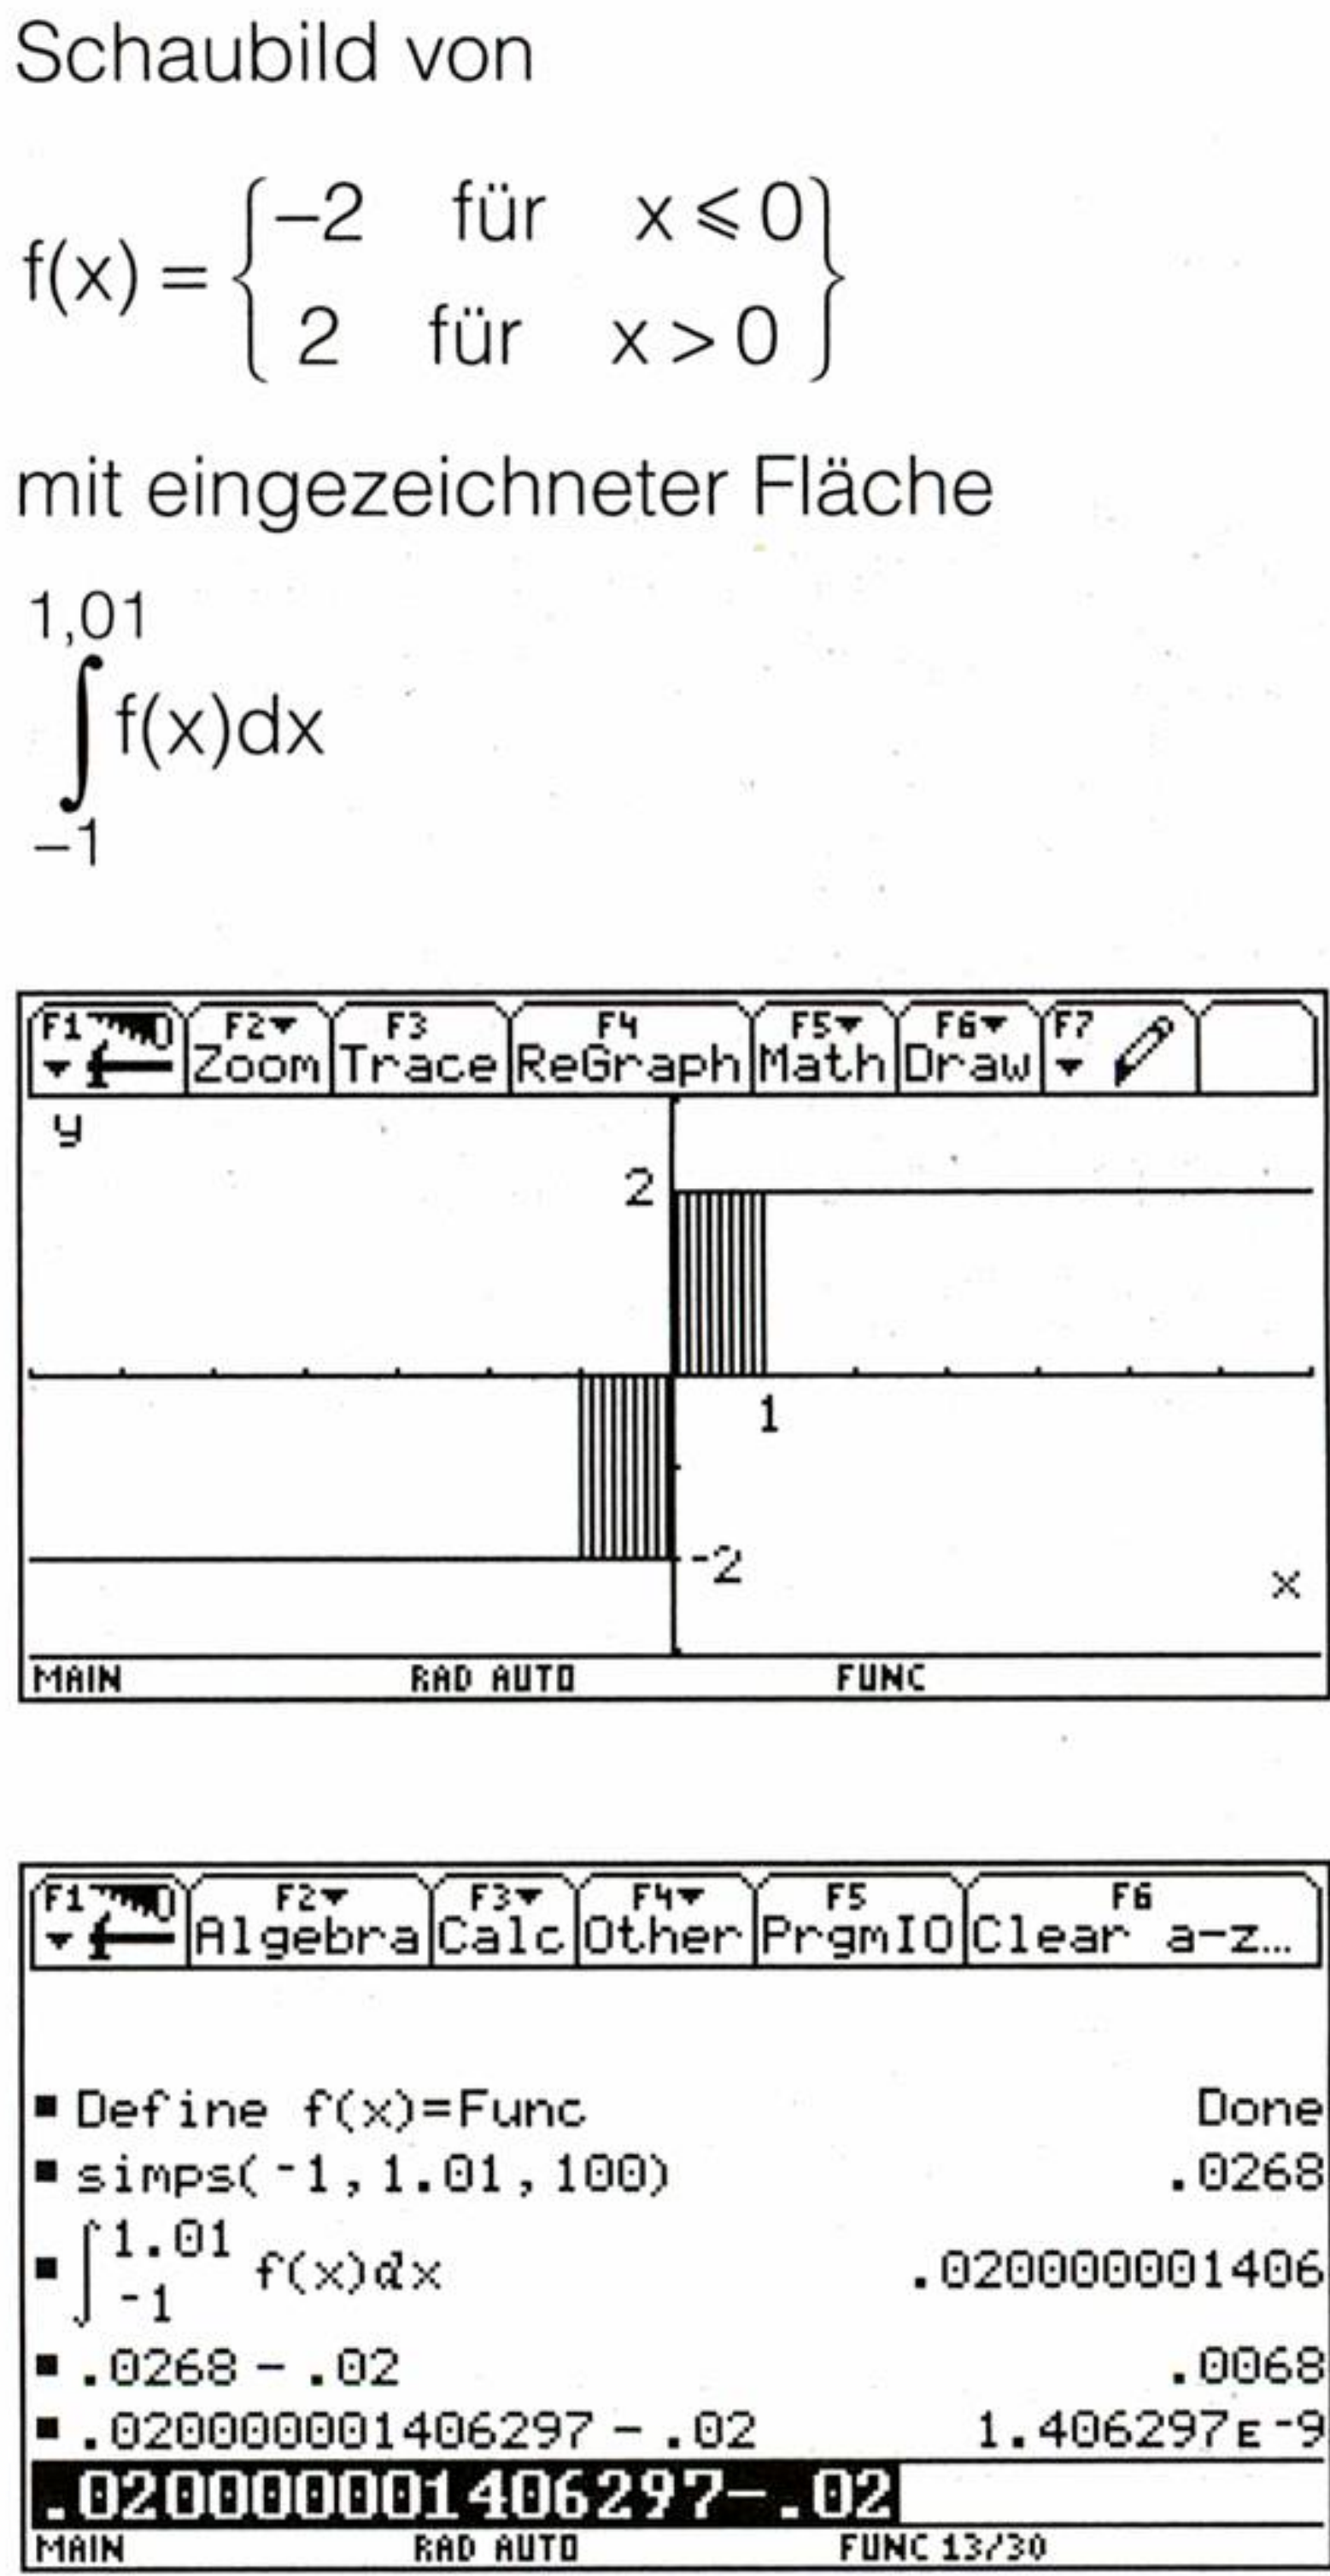 Schaubild von
f(x) = {−2 für x ⩽ 0}
{2 für x > 0}
mit eingezeichneter Fläche
1,01
∫f(x)dx
−1
F1 F2 F3 F4 F5 F6 F7
Zoom Trace ReGraph Math Draw
y
2
1
-2
x
MAIN RAD AUTO FUNC
F1 F2 F3 F4 F5 F6
Algebra Calc Other PrgmIO Clear a-z…
▪ Define f(x)=Func Done
▪ simps(-1,1.01,100) .0268
▪ ∫ 1.01 -1 f(x)dx .020000001406
▪ .0268 - .02 .0068
▪ .020000001406297 - .02 1.406297E-9
.020000001406297-.02
MAIN RAD AUTO FUNC 13/30